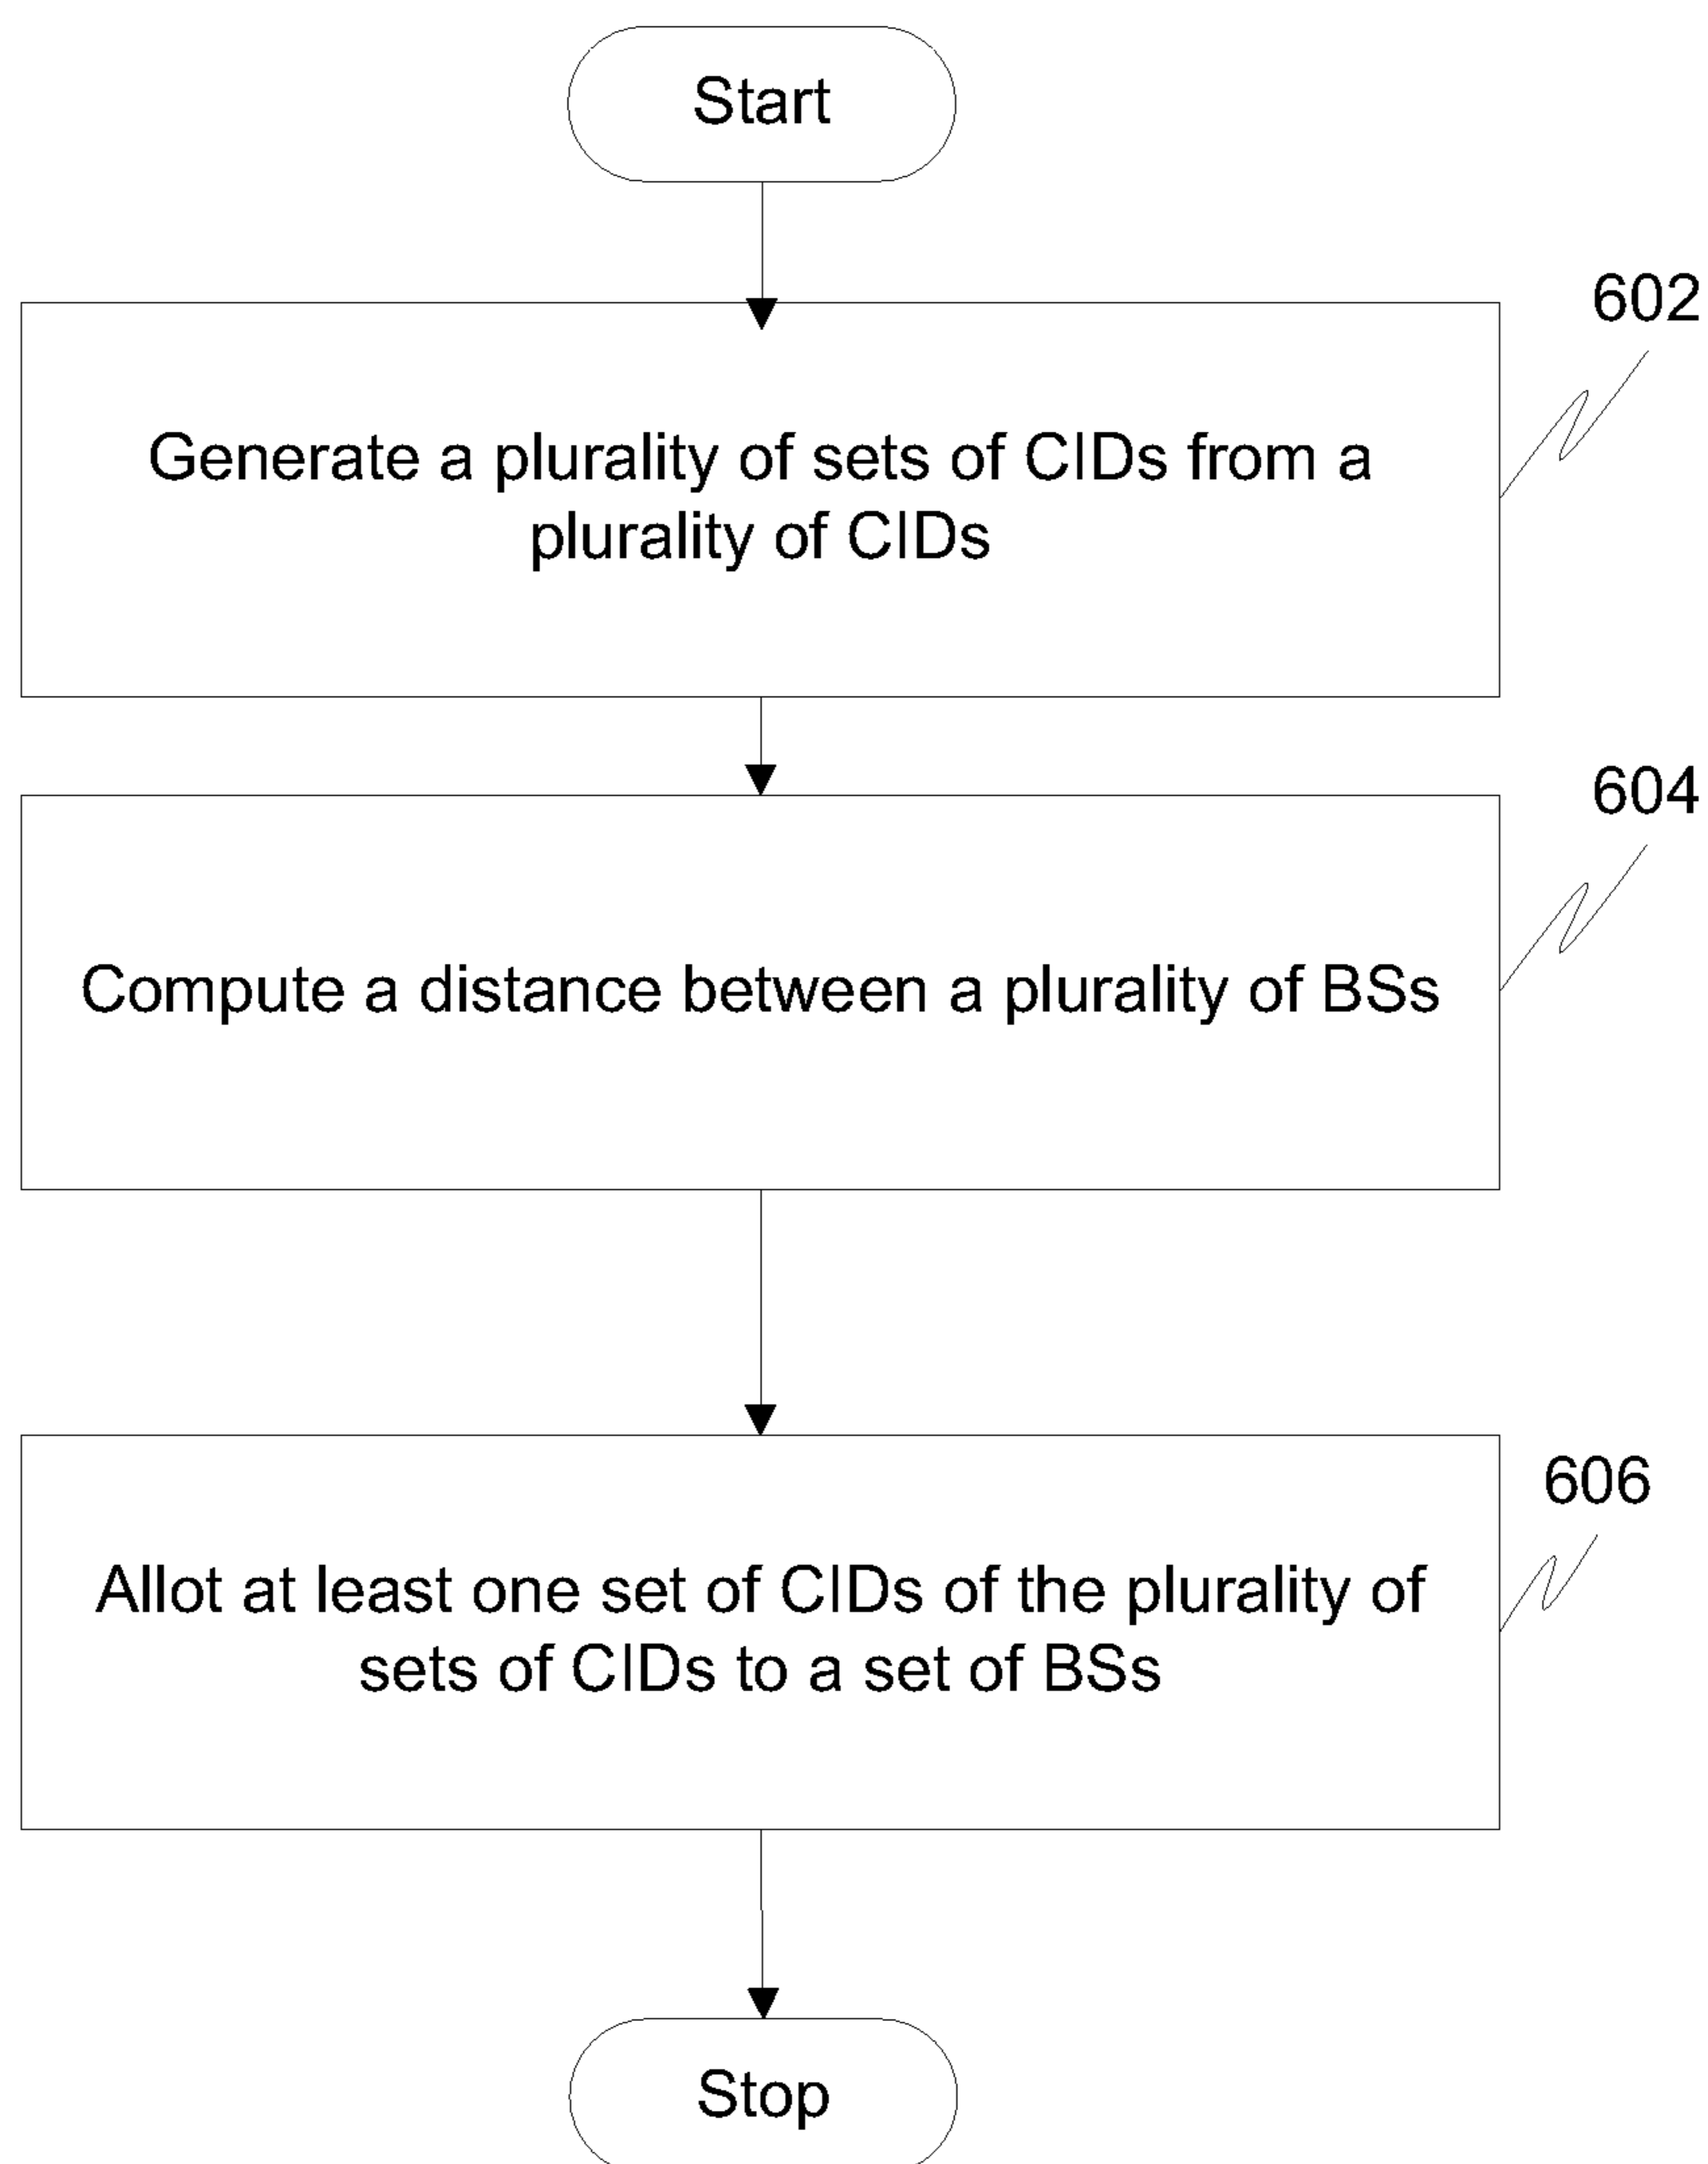 Start
602
Generate a plurality of sets of CIDs from a
plurality of CIDs
604
Compute a distance between a plurality of BSs
606
Allot at least one set of CIDs of the plurality of
sets of CIDs to a set of BSs
Stop